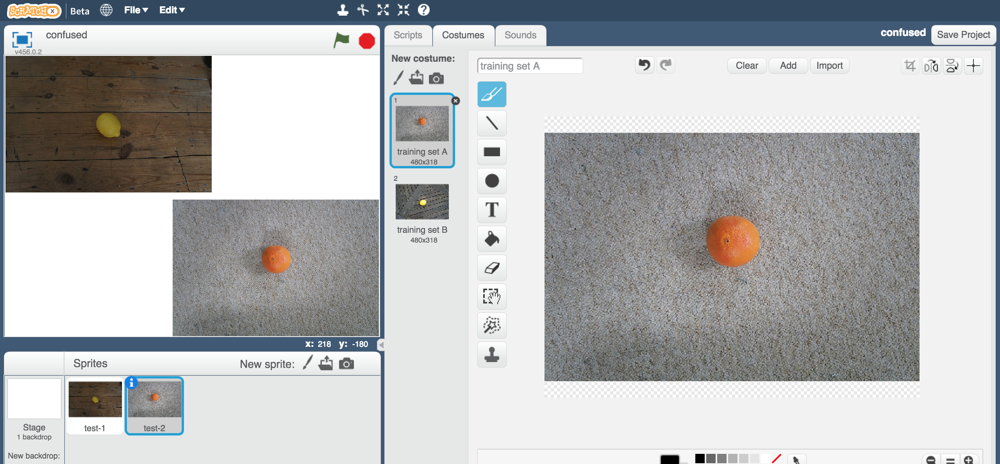 SCRATCH X Beta File Edit ?
confused
v456.0.2
Scripts Costumes Sounds
confused Save Project
New costume:
training set A
Clear Add Import
1
training set A
480x318
2
training set B
480x318
T
x: 218 y: -180
Sprites New sprite:
Stage
1 backdrop
New backdrop:
i
test-1
test-2